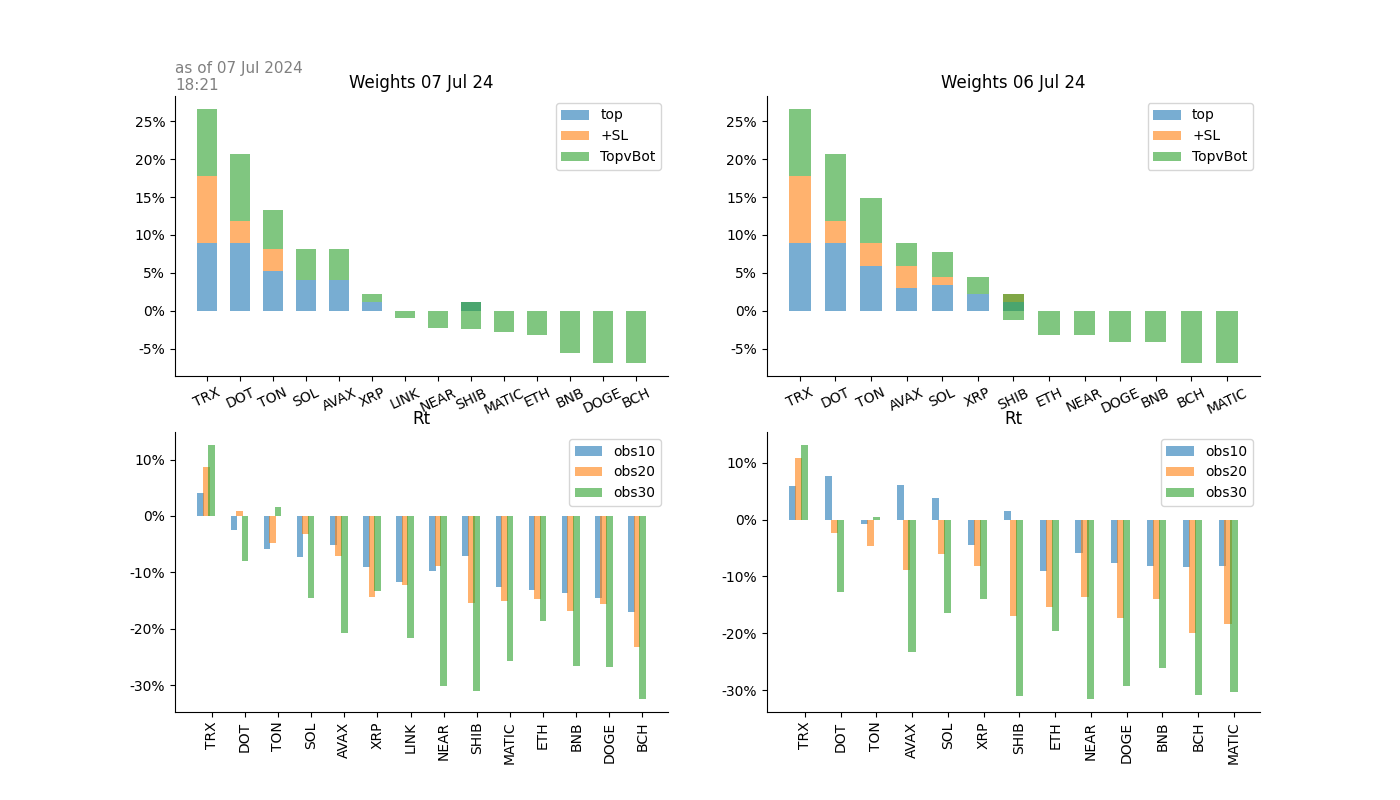 as of 07 Jul 2024
18:21
Weights 07 Jul 24
25%
20%
15%
10%
5%
0%
-5%
top
+SL
TopvBot
TRX DOT TON SOL AVAX XRP LINK NEAR SHIB MATIC ETH BNB DOGE BCH
Weights 06 Jul 24
25%
20%
15%
10%
5%
0%
-5%
top
+SL
TopvBot
TRX DOT TON AVAX SOL XRP SHIB ETH NEAR DOGE BNB BCH MATIC
Rt
10%
0%
-10%
-20%
-30%
obs10
obs20
obs30
TRX DOT TON SOL AVAX XRP LINK NEAR SHIB MATIC ETH BNB DOGE BCH
Rt
10%
0%
-10%
-20%
-30%
obs10
obs20
obs30
TRX DOT TON AVAX SOL XRP SHIB ETH NEAR DOGE BNB BCH MATIC